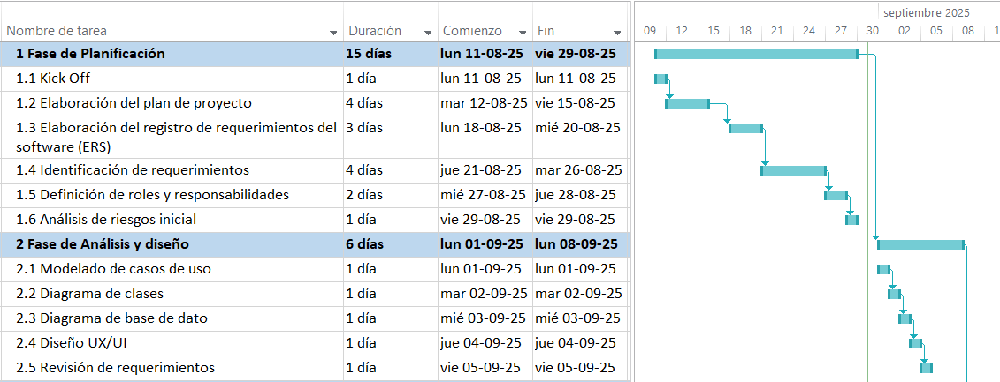 septiembre 2025
Nombre de tarea Duración Comienzo Fin 09 12 15 18 21 24 27 30 02 05 08 1
1 Fase de Planificación 15 días lun 11-08-25 vie 29-08-25
1.1 Kick Off 1 día lun 11-08-25 lun 11-08-25
1.2 Elaboración del plan de proyecto 4 días mar 12-08-25 vie 15-08-25
1.3 Elaboración del registro de requerimientos del 3 días lun 18-08-25 mié 20-08-25
software (ERS)
1.4 Identificación de requerimientos 4 días jue 21-08-25 mar 26-08-25
1.5 Definición de roles y responsabilidades 2 días mié 27-08-25 jue 28-08-25
1.6 Análisis de riesgos inicial 1 día vie 29-08-25 vie 29-08-25
2 Fase de Análisis y diseño 6 días lun 01-09-25 lun 08-09-25
2.1 Modelado de casos de uso 1 día lun 01-09-25 lun 01-09-25
2.2 Diagrama de clases 1 día mar 02-09-25 mar 02-09-25
2.3 Diagrama de base de dato 1 día mié 03-09-25 mié 03-09-25
2.4 Diseño UX/UI 1 día jue 04-09-25 jue 04-09-25
2.5 Revisión de requerimientos 1 día vie 05-09-25 vie 05-09-25